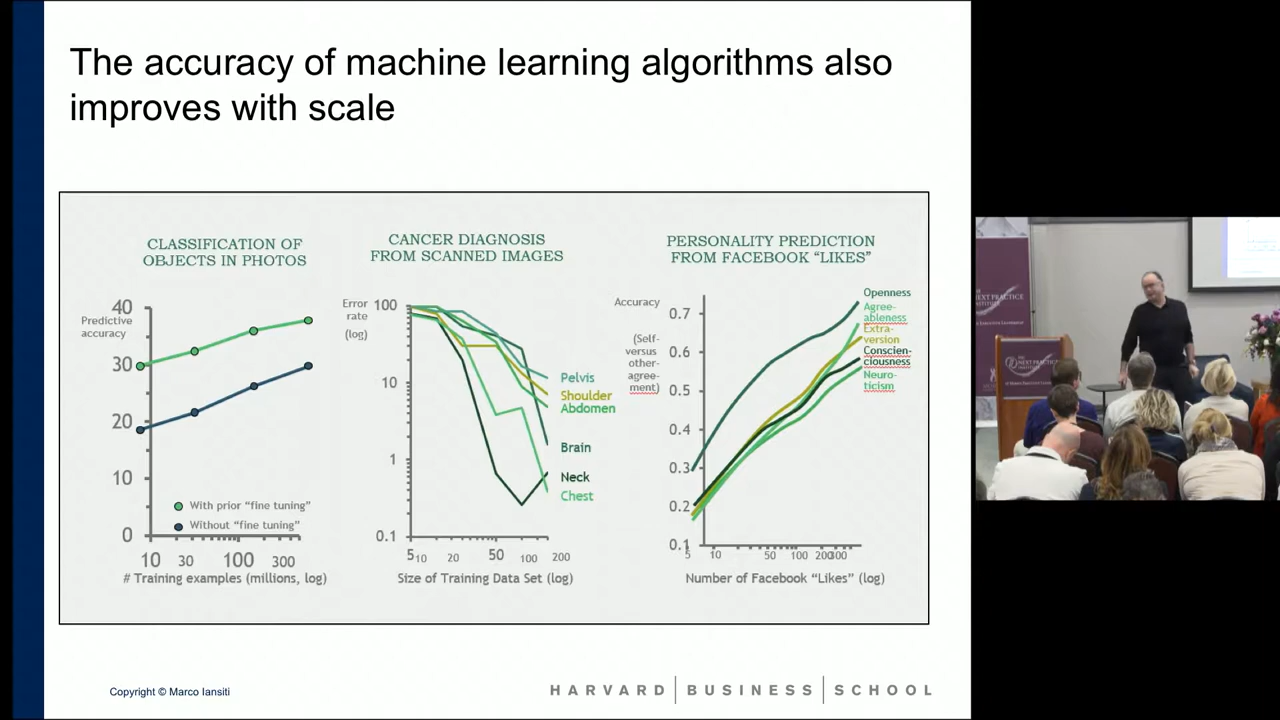 The accuracy of machine learning algorithms also
improves with scale
CLASSIFICATION OF
OBJECTS IN PHOTOS
Predictive
accuracy
40
30
20
10
0
With prior “fine tuning”
Without “fine tuning”
10 30 100 300
# Training examples (millions, log)
CANCER DIAGNOSIS
FROM SCANNED IMAGES
Error
rate
(log)
100
10
1
0.1
Pelvis
Shoulder
Abdomen
Brain
Neck
Chest
5 10 20 50 100 200
Size of Training Data Set (log)
PERSONALITY PREDICTION
FROM FACEBOOK “LIKES”
Accuracy
(Self-
versus
other-
agree-
ment)
0.7
0.6
0.5
0.4
0.3
0.2
0.1
Openness
Agree-
ableness
Extra-
version
Conscien-
ciousness
Neuro-
ticism
5 10 50 100 200 300
Number of Facebook “Likes” (log)
Copyright © Marco Iansiti
HARVARD | BUSINESS | SCHOOL
NEXT PRACTICE